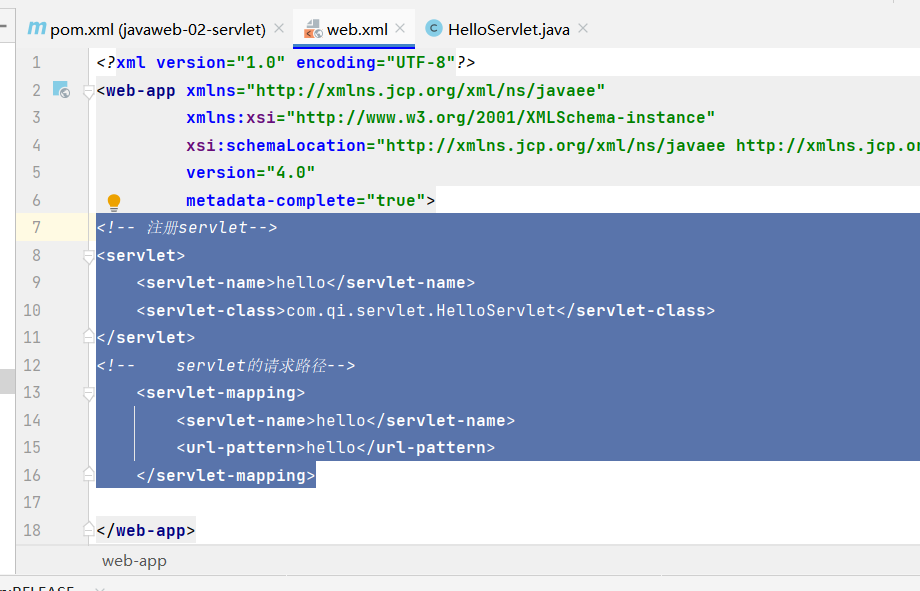 pom.xml (javaweb-02-servlet)
web.xml
HelloServlet.java
1 <?xml version="1.0" encoding="UTF-8"?>
2 <web-app xmlns="http://xmlns.jcp.org/xml/ns/javaee"
3 xmlns:xsi="http://www.w3.org/2001/XMLSchema-instance"
4 xsi:schemaLocation="http://xmlns.jcp.org/xml/ns/javaee http://xmlns.jcp.or
5 version="4.0"
6 metadata-complete="true">
7 <!-- 注册servlet-->
8 <servlet>
9 <servlet-name>hello</servlet-name>
10 <servlet-class>com.qi.servlet.HelloServlet</servlet-class>
11 </servlet>
12 <!-- servlet的请求路径-->
13 <servlet-mapping>
14 <servlet-name>hello</servlet-name>
15 <url-pattern>hello</url-pattern>
16 </servlet-mapping>
17
18 </web-app>
web-app